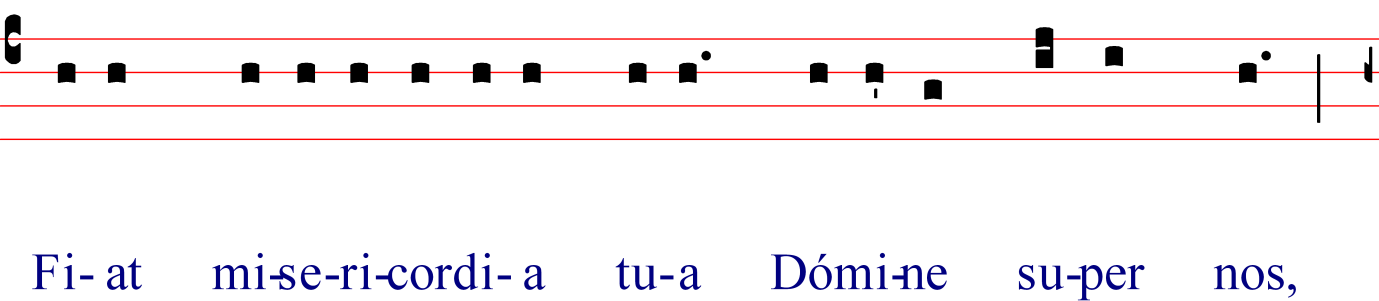 Fi- at mi-se-ri-cordi- a tu-a Dómi-ne su-per nos,